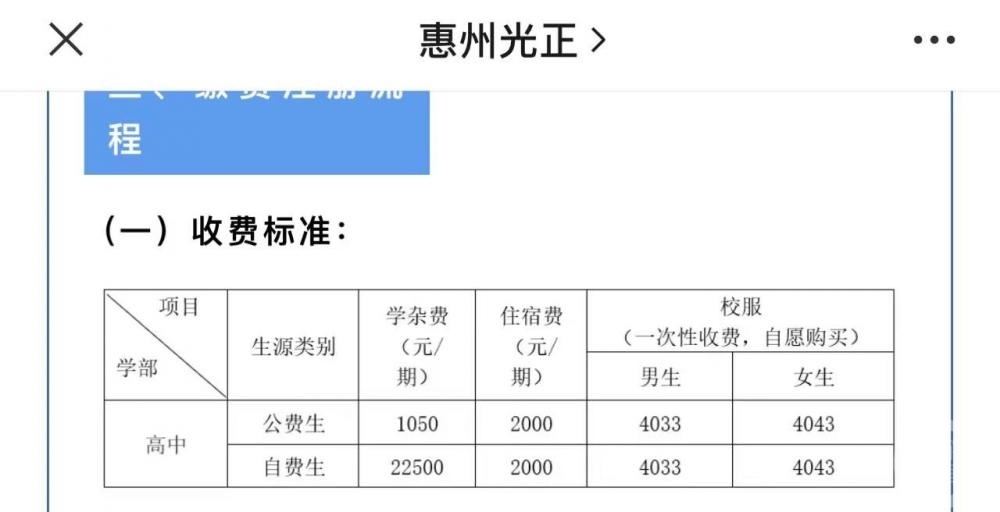 惠州光正
程
（一）收费标准：
项目
学部
生源类别
学杂费
（元/
期）
住宿费
（元/
期）
校服
（一次性收费，自愿购买）
男生
女生
高中
公费生
1050
2000
4033
4043
自费生
22500
2000
4033
4043